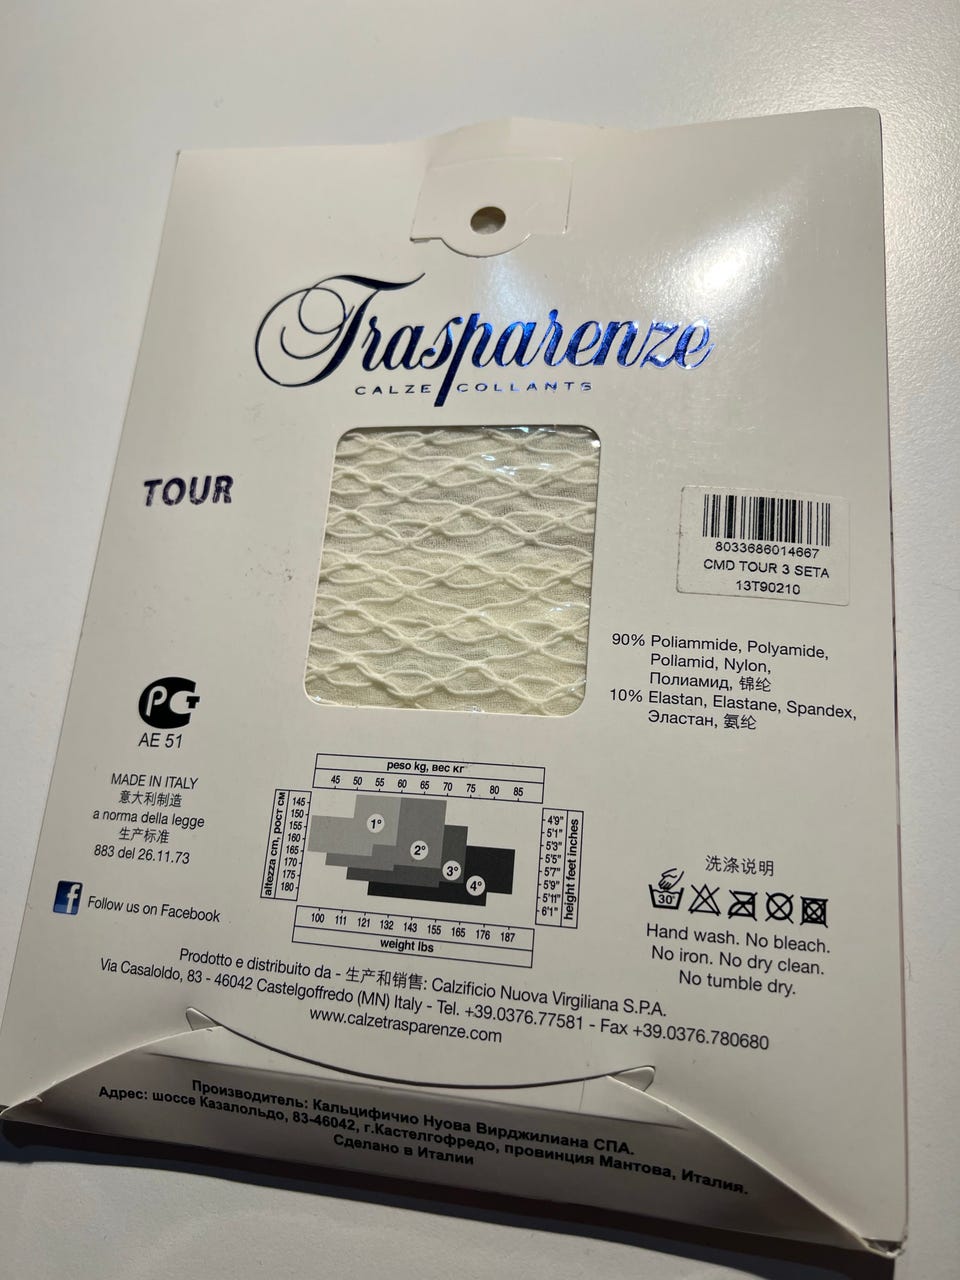 Trasparenze
CALZE COLLANTS
TOUR
8033686014667
CMD TOUR 3 SETA
13T90210
90% Poliammide, Polyamide,
Poliamid, Nylon,
Полиамид, 锦纶
10% Elastan, Elastane, Spandex,
Эластан, 氨纶
PCT
AE 51
MADE IN ITALY
意大利制造
a norma della legge
生产标准
883 del 26.11.73
f Follow us on Facebook
peso kg, вес кг
45 50 55 60 65 70 75 80 85
altezza cm, рост см
145
150
155
160
165
170
175
180
1°
2°
3°
4°
4'9"
5'1"
5'3"
5'5"
5'7"
5'9"
5'11"
6'1"
height feet inches
100 111 121 132 143 155 165 176 187
weight lbs
洗涤说明
30°
Hand wash. No bleach.
No iron. No dry clean.
No tumble dry.
Prodotto e distribuito da - 生产和销售: Calzificio Nuova Virgiliana S.P.A.
Via Casaloldo, 83 - 46042 Castelgoffredo (MN) Italy - Tel. +39.0376.77581 - Fax +39.0376.780680
www.calzetrasparenze.com
Производитель: Кальцифичио Нуова Вирджилиана СПА.
Адрес: шоссе Казалольдо, 83-46042, г.Кастелгофредо, провинция Мантова, Италия.
Сделано в Италии